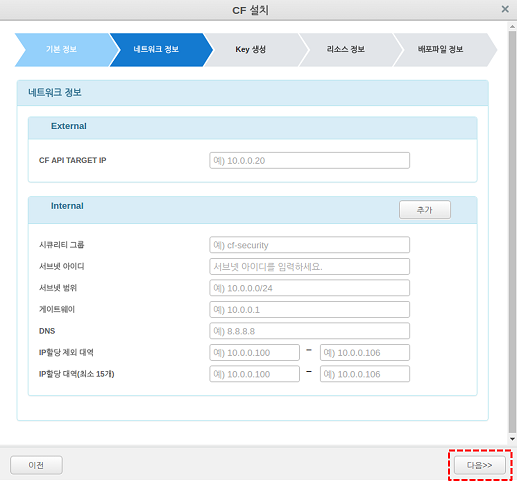 CF 설치
기본 정보
네트워크 정보
Key 생성
리소스 정보
배포파일 정보
네트워크 정보
External
CF API TARGET IP
예) 10.0.0.20
Internal
추가
시큐리티 그룹
예) cf-security
서브넷 아이디
서브넷 아이디를 입력하세요.
서브넷 범위
예) 10.0.0.0/24
게이트웨이
예) 10.0.0.1
DNS
예) 8.8.8.8
IP할당 제외 대역
예) 10.0.0.100 – 예) 10.0.0.106
IP할당 대역(최소 15개)
예) 10.0.0.100 – 예) 10.0.0.106
이전
다음>>